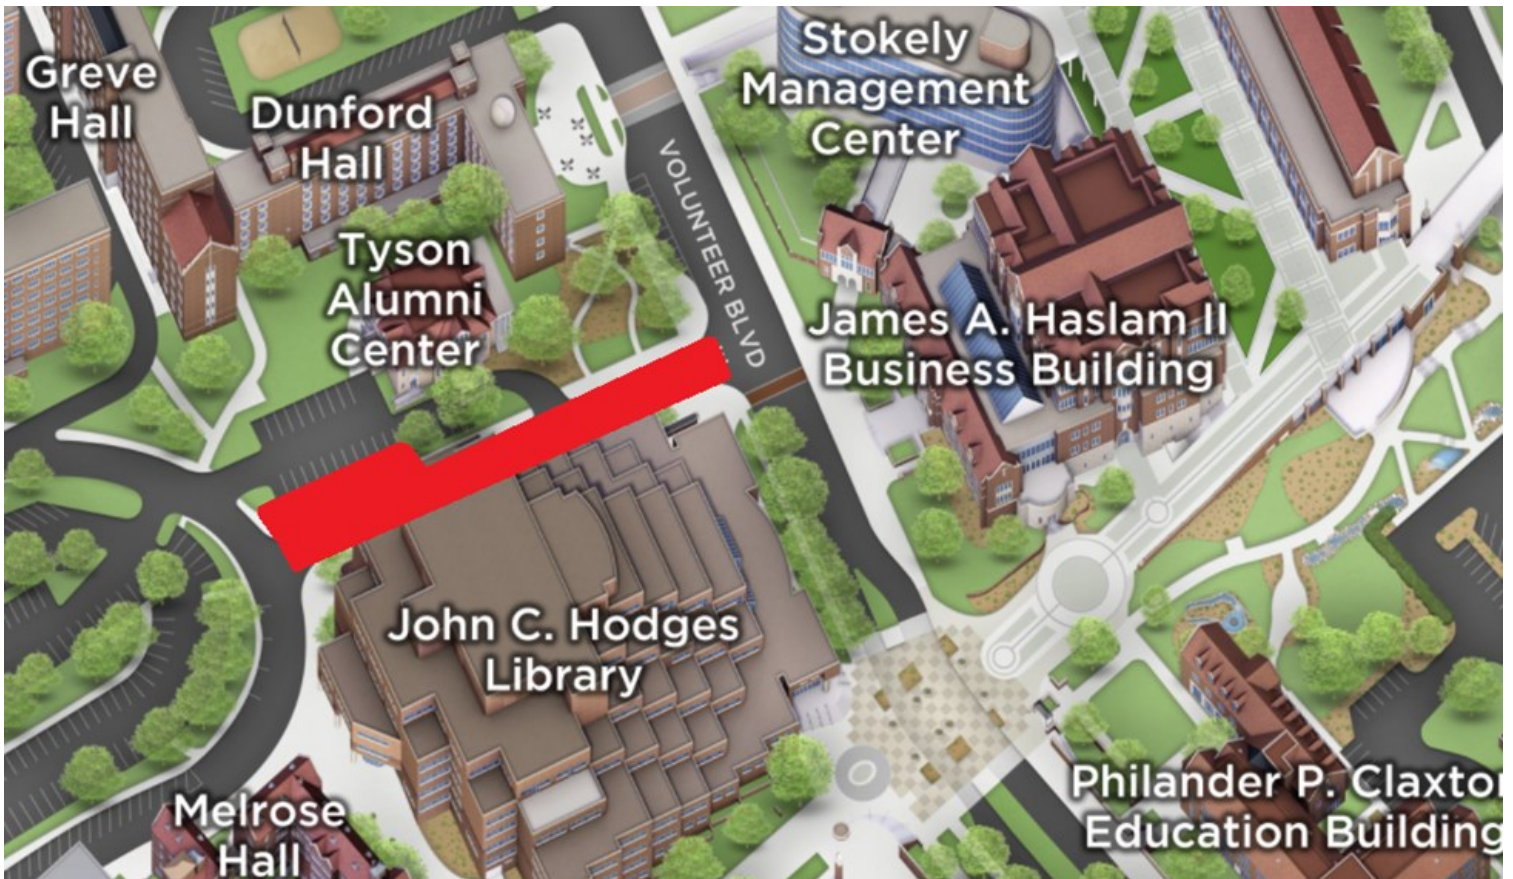 Stokely
Management
Center
Greve
Hall
Dunford
Hall
VOLUNTEER BLVD
Tyson
Alumni
Center
James A. Haslam II
Business Building
John C. Hodges
Library
Philander P. Claxto
Education Building
Melrose
Hall